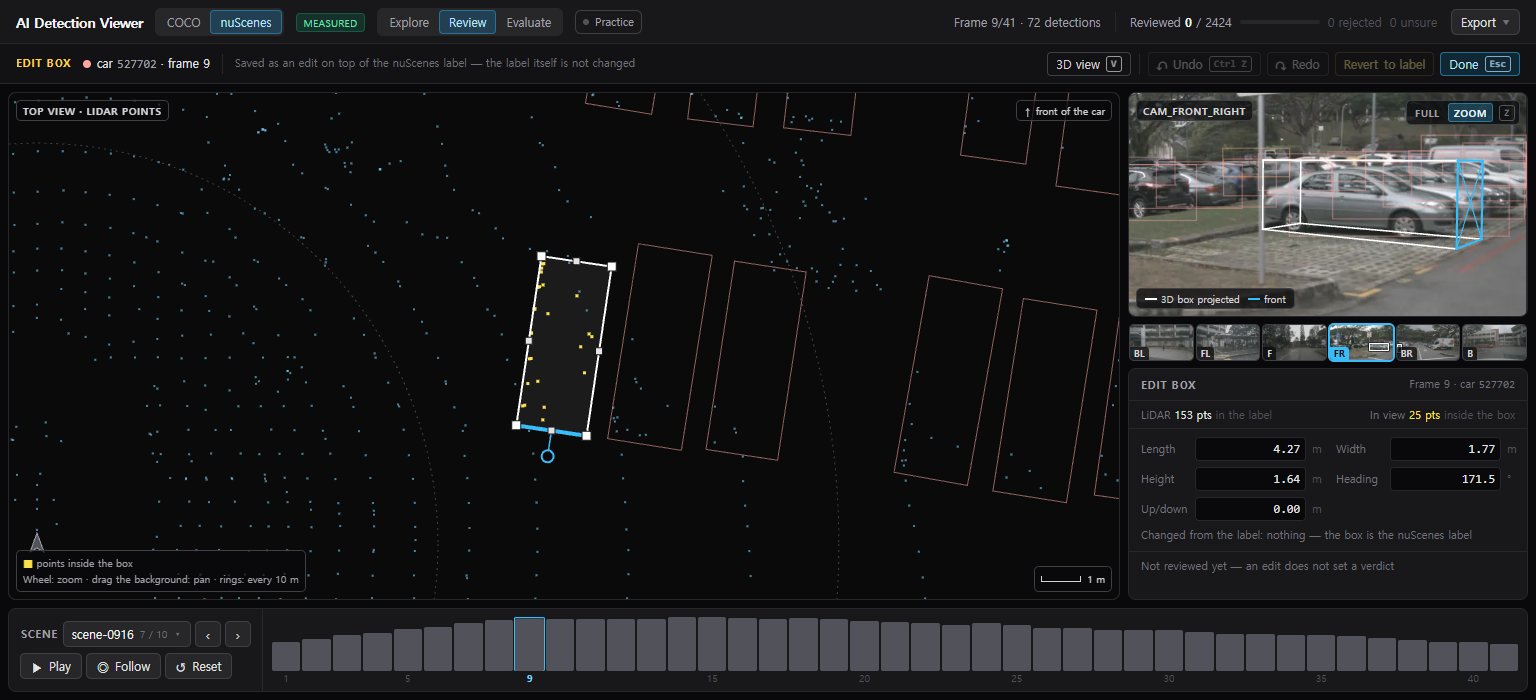 AI Detection Viewer COCO nuScenes MEASURED Explore Review Evaluate Practice Frame 9/41 · 72 detections Reviewed 0 / 2424 0 rejected 0 unsure Export
EDIT BOX car 527702 · frame 9 Saved as an edit on top of the nuScenes label — the label itself is not changed 3D view V Undo Ctrl Z Redo Revert to label Done Esc
TOP VIEW · LIDAR POINTS ↑ front of the car
CAM_FRONT_RIGHT FULL ZOOM Z
3D box projected front
BL FL F FR BR B
EDIT BOX Frame 9 · car 527702
LiDAR 153 pts in the label In view 25 pts inside the box
Length 4.27 m Width 1.77 m
Height 1.64 m Heading 171.5 °
Up/down 0.00 m
Changed from the label: nothing — the box is the nuScenes label
Not reviewed yet — an edit does not set a verdict
points inside the box
Wheel: zoom · drag the background: pan · rings: every 10 m
1 m
SCENE scene-0916 7 / 10 ‹ ›
Play Follow Reset
1 5 9 15 20 25 30 35 40